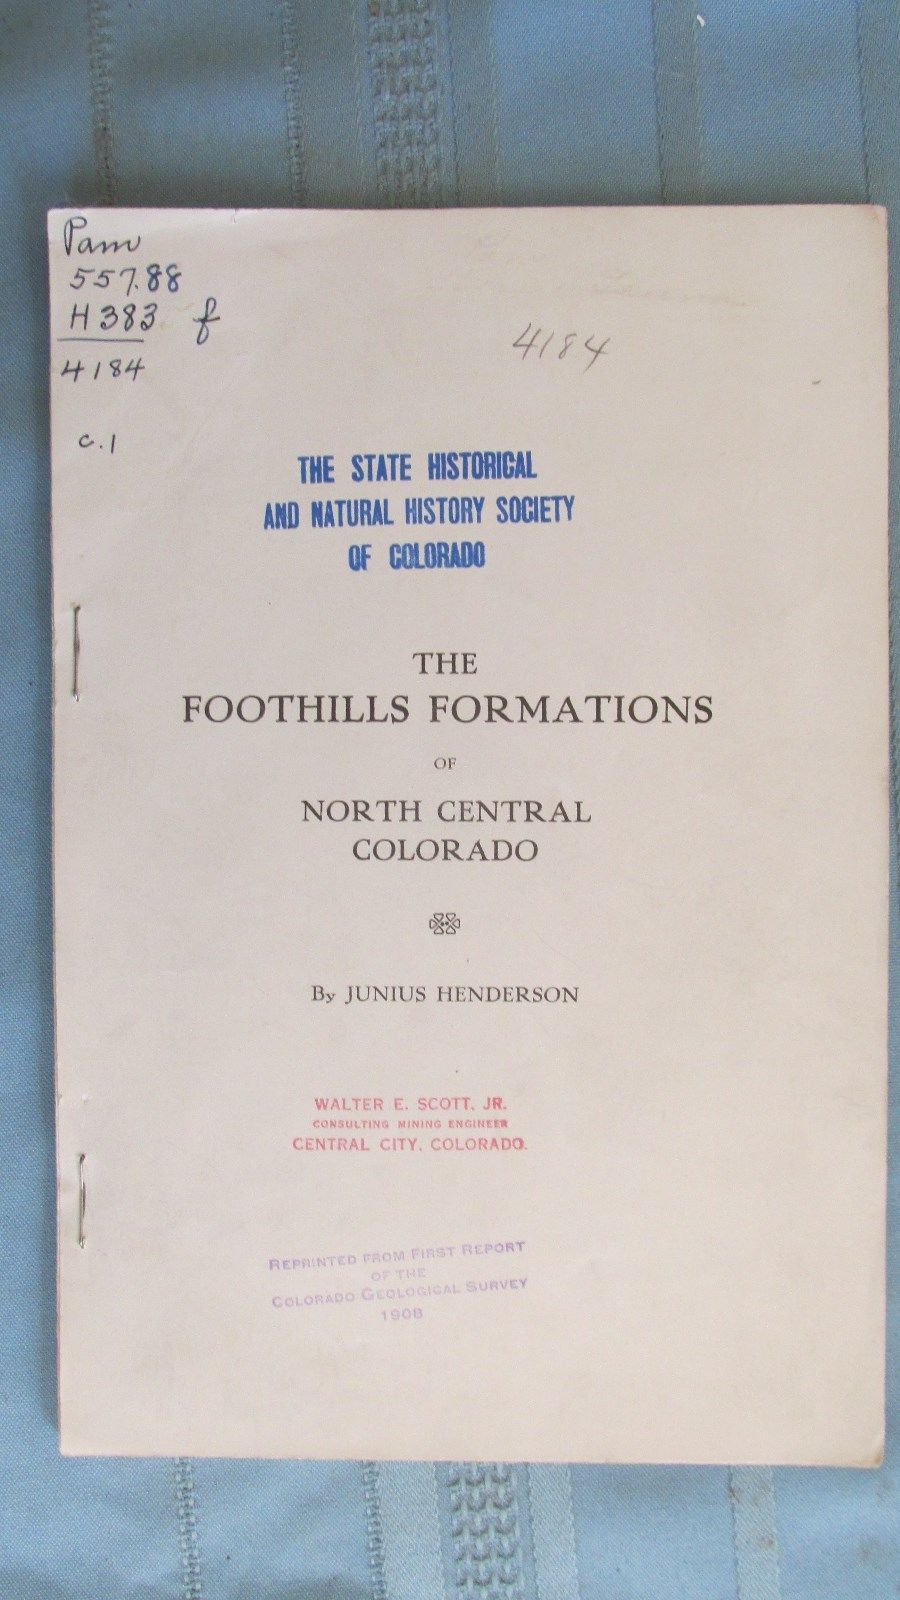 Pam
557.88
H383 f
4184
4184
c.1
THE STATE HISTORICAL
AND NATURAL HISTORY SOCIETY
OF COLORADO
THE
FOOTHILLS FORMATIONS
OF
NORTH CENTRAL
COLORADO
By JUNIUS HENDERSON
WALTER E. SCOTT, JR.
CONSULTING MINING ENGINEER
CENTRAL CITY, COLORADO.
REPRINTED FROM FIRST REPORT
OF THE
COLORADO GEOLOGICAL SURVEY
1908